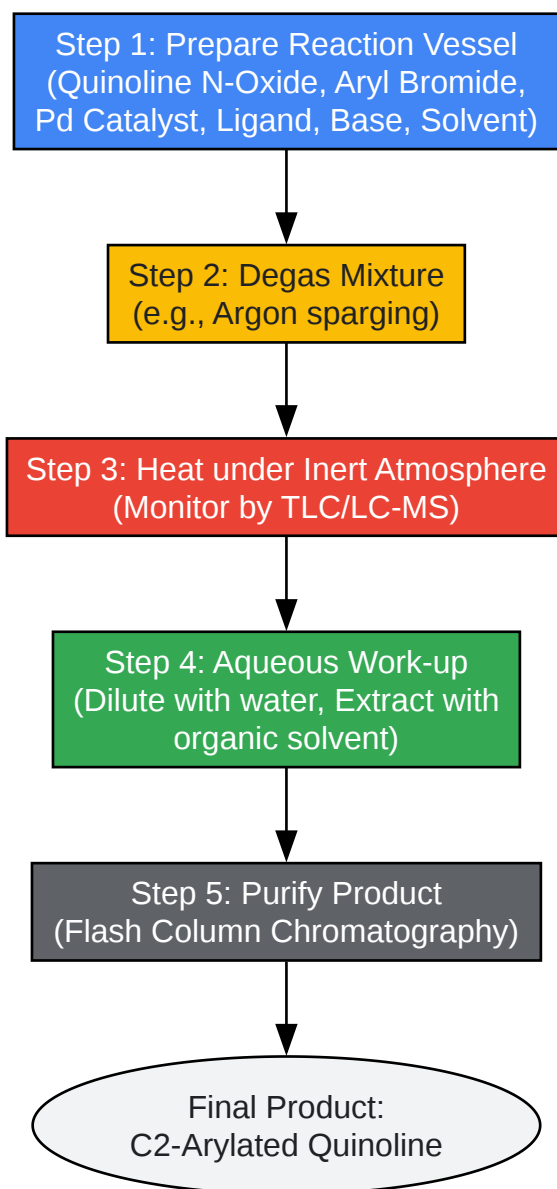 Step 1: Prepare Reaction Vessel
(Quinoline N-Oxide, Aryl Bromide,
Pd Catalyst, Ligand, Base, Solvent)
Step 2: Degas Mixture
(e.g., Argon sparging)
Step 3: Heat under Inert Atmosphere
(Monitor by TLC/LC-MS)
Step 4: Aqueous Work-up
(Dilute with water, Extract with
organic solvent)
Step 5: Purify Product
(Flash Column Chromatography)
Final Product:
C2-Arylated Quinoline